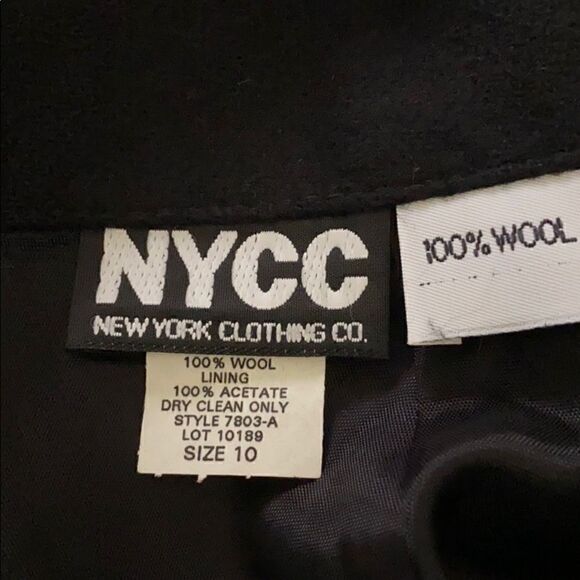 NYCC
NEW YORK CLOTHING CO.
100% WOOL
100% WOOL
LINING
100% ACETATE
DRY CLEAN ONLY
STYLE 7803-A
LOT 10189
SIZE 10